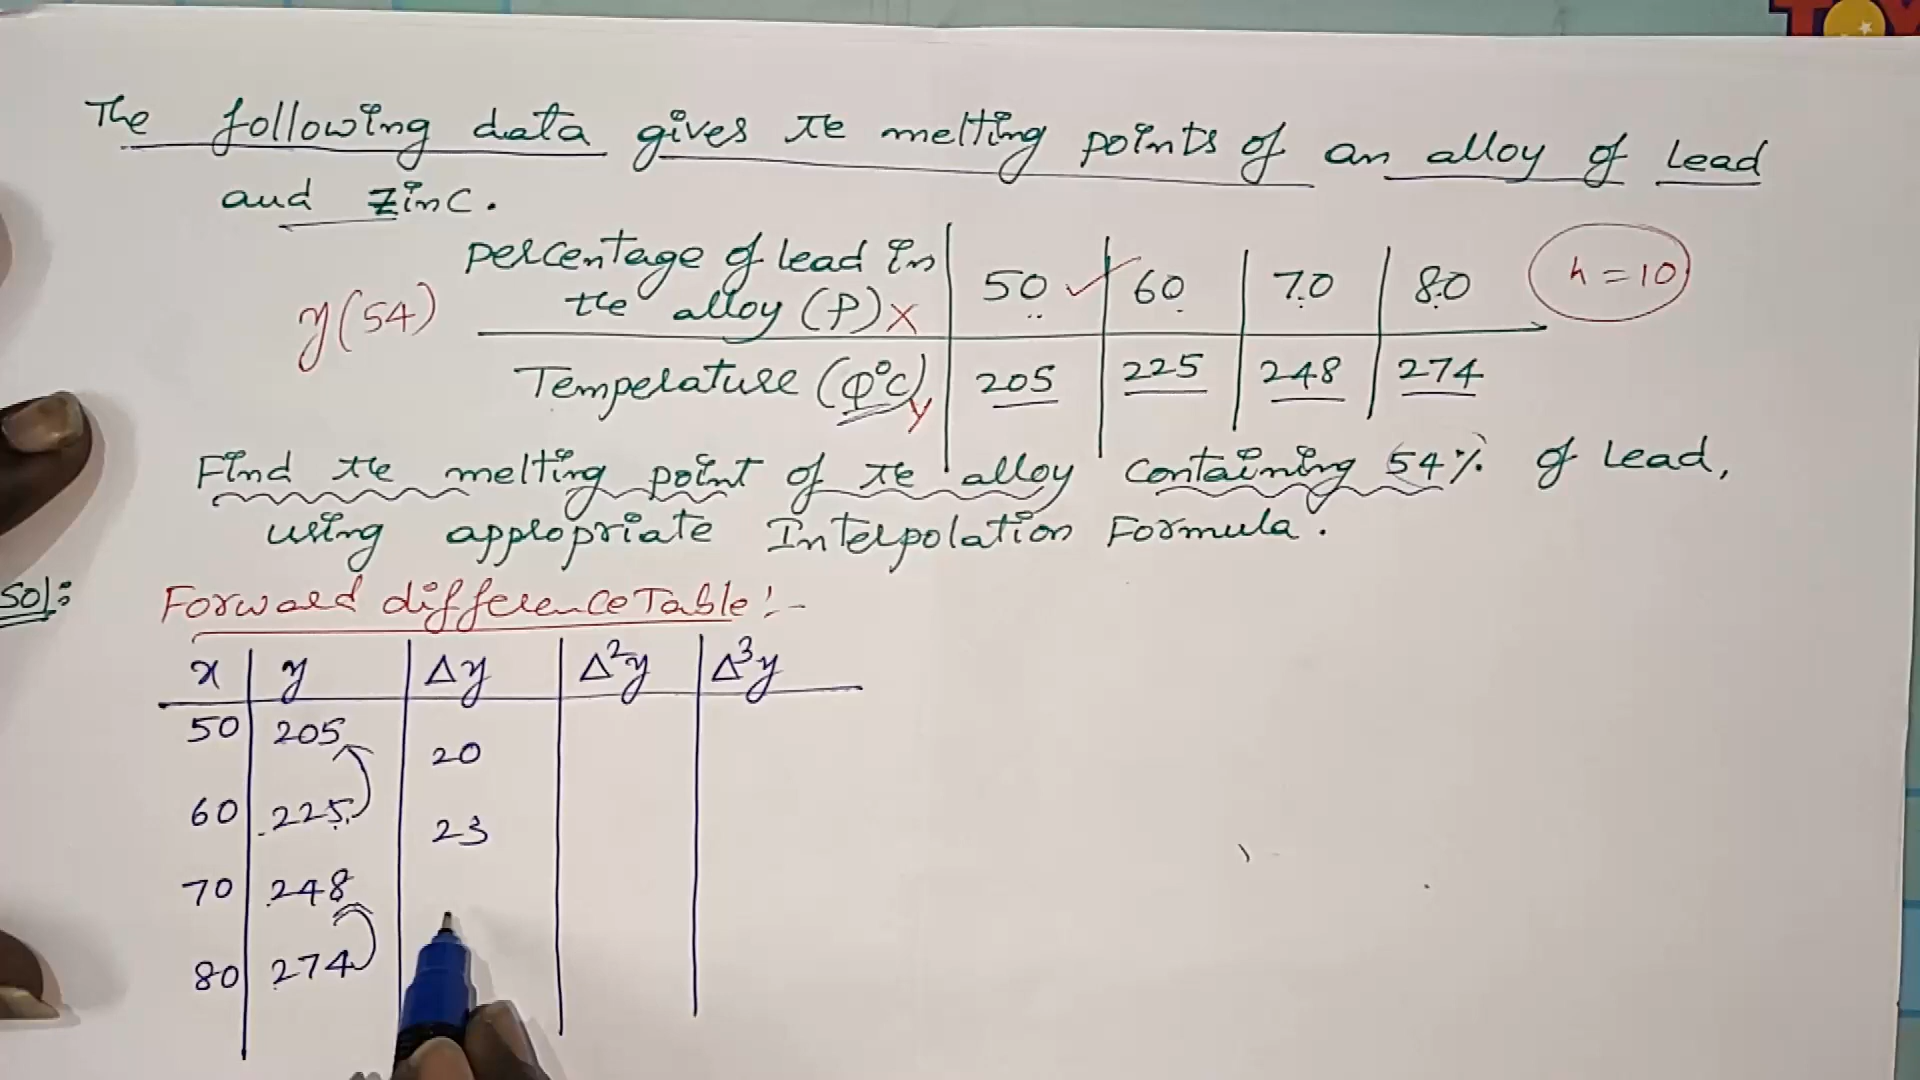 The following data gives the melting points of an alloy of lead
and zinc.
percentage of lead in
the alloy (P) x | 50 ✓ | 60 | 70 | 80
h = 10
y(54)
Temperature (Q°C) y | 205 | 225 | 248 | 274
Find the melting point of the alloy containing 54% of lead,
using appropriate Interpolation Formula.
Sol:
Forward difference Table:-
x | y | Δy | Δ²y | Δ³y
50 | 205
20
60 | 225
23
70 | 248
80 | 274